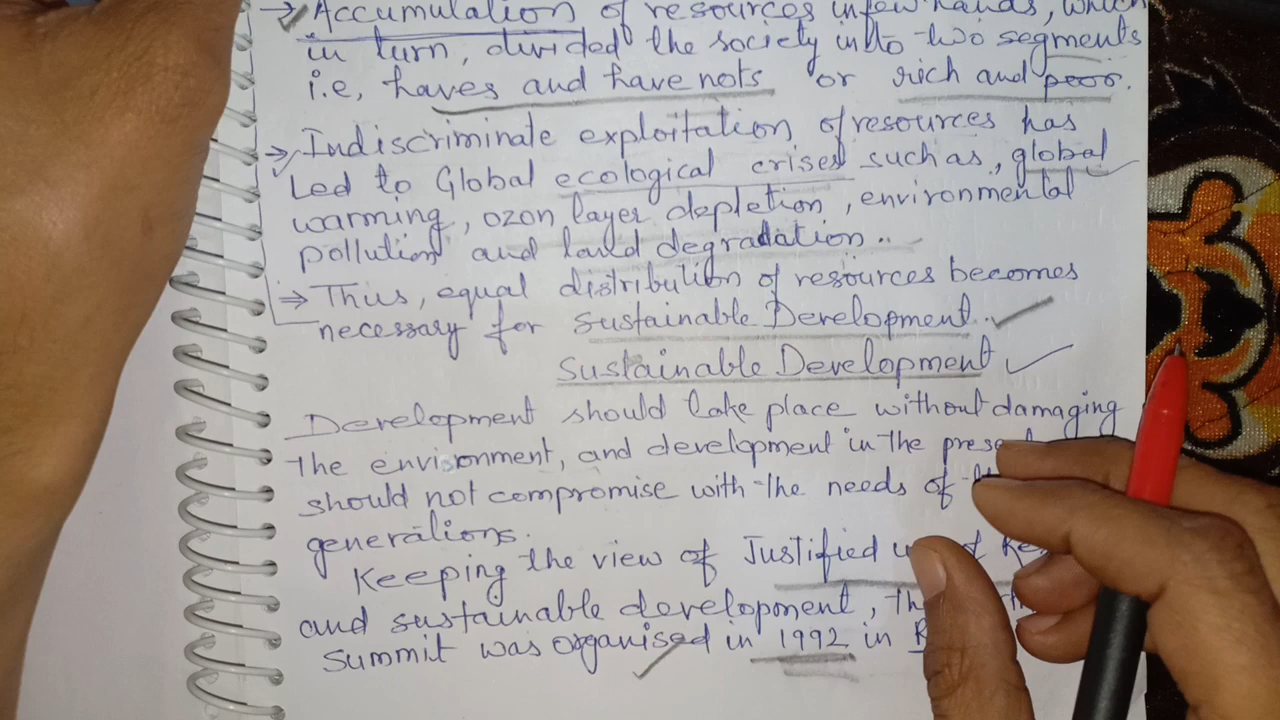 → Accumulation of resources in few hands, which
in turn, divided the society into two segments
i.e, haves and have nots or rich and poor.
⇒ Indiscriminate exploitation of resources has
Led to Global ecological crises such as, global
warming, ozon layer depletion, environmental
pollution and land degradation..
⇒ Thus, equal distribution of resources becomes
necessary for Sustainable Development.
Sustainable Development
Development should take place without damaging
the environment, and development in the
should not compromise with the needs of
generations.
Keeping the view of Justified
and sustainable development,
Summit was organised in 1992 in